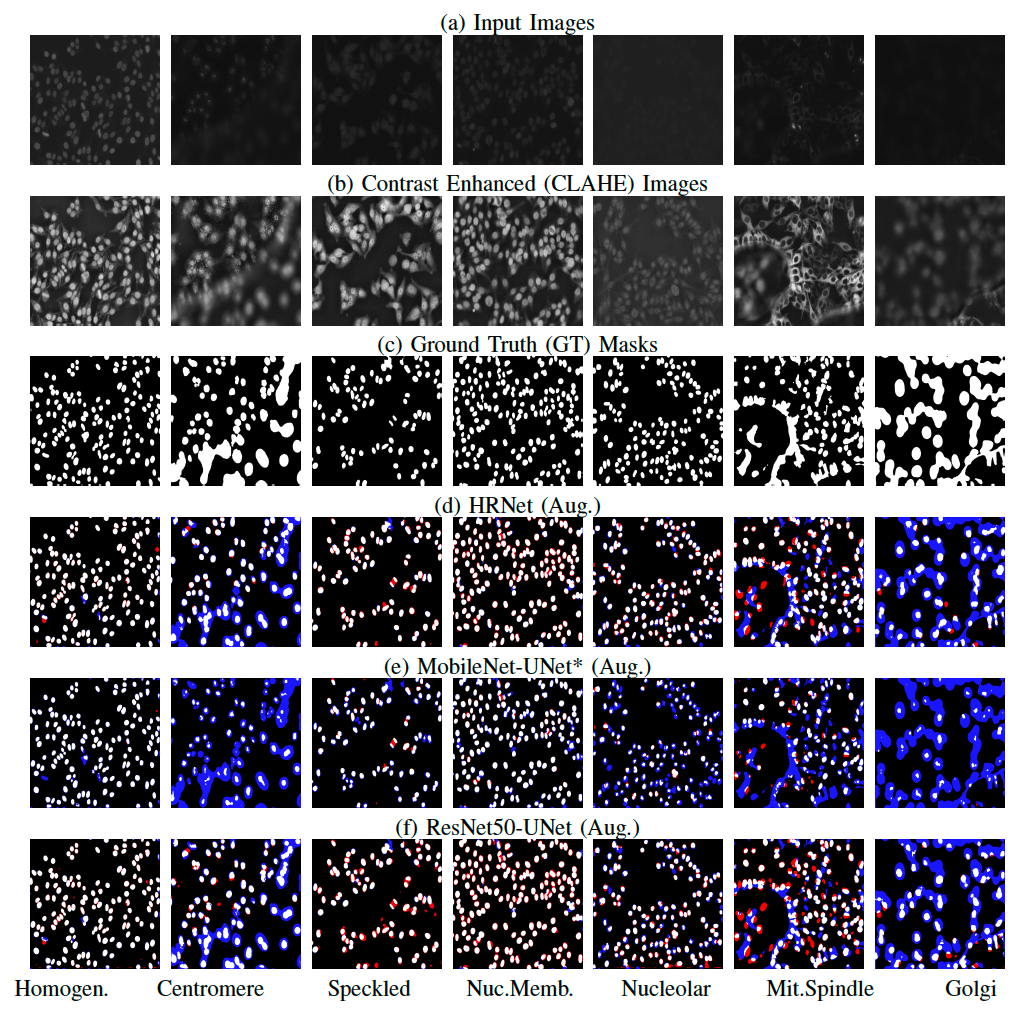 (a) Input Images
(b) Contrast Enhanced (CLAHE) Images
(c) Ground Truth (GT) Masks
(d) HRNet (Aug.)
(e) MobileNet-UNet* (Aug.)
(f) ResNet50-UNet (Aug.)
Homogen. Centromere Speckled Nuc.Memb. Nucleolar Mit.Spindle Golgi